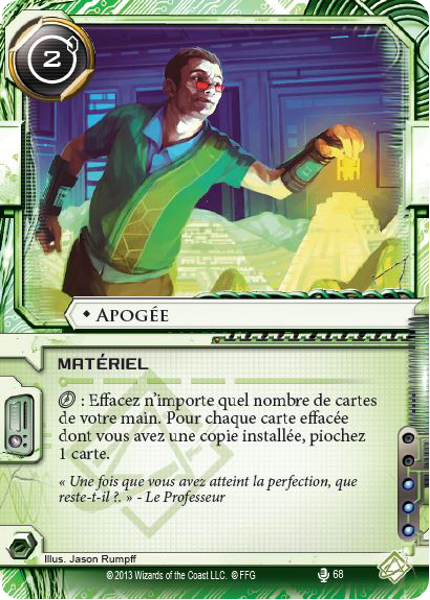 2
◆ APOGÉE
MATÉRIEL
: Effacez n'importe quel nombre de cartes
de votre main. Pour chaque carte effacée
dont vous avez une copie installée, piochez
1 carte.
« Une fois que vous avez atteint la perfection, que
reste-t-il ?. » - Le Professeur
Illus. Jason Rumpff
© 2013 Wizards of the Coast LLC. © FFG 68